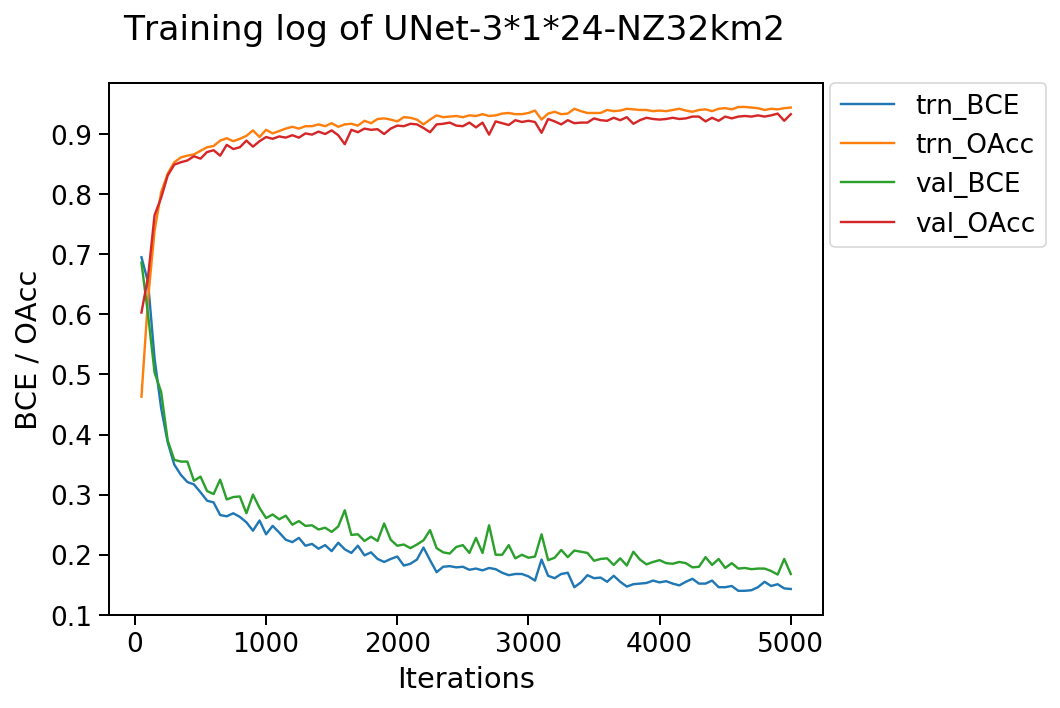 Training log of UNet-3*1*24-NZ32km2
trn_BCE
trn_OAcc
val_BCE
val_OAcc
BCE / OAcc
0.9
0.8
0.7
0.6
0.5
0.4
0.3
0.2
0.1
0 1000 2000 3000 4000 5000
Iterations